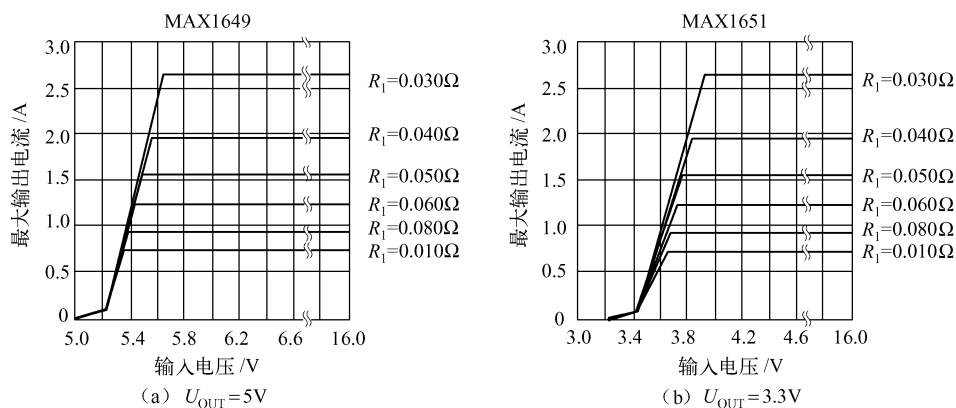 MAX1649
最大输出电流 /A
3.0
2.5
2.0
1.5
1.0
0.5
0
5.0 5.4 5.8 6.2 6.6 16.0
输入电压 /V
R1=0.030Ω
R1=0.040Ω
R1=0.050Ω
R1=0.060Ω
R1=0.080Ω
R1=0.010Ω
（a） UOUT=5V
MAX1651
最大输出电流 /A
3.0
2.5
2.0
1.5
1.0
0.5
0
3.0 3.4 3.8 4.2 4.6 16.0
输入电压 /V
R1=0.030Ω
R1=0.040Ω
R1=0.050Ω
R1=0.060Ω
R1=0.080Ω
R1=0.010Ω
（b） UOUT=3.3V